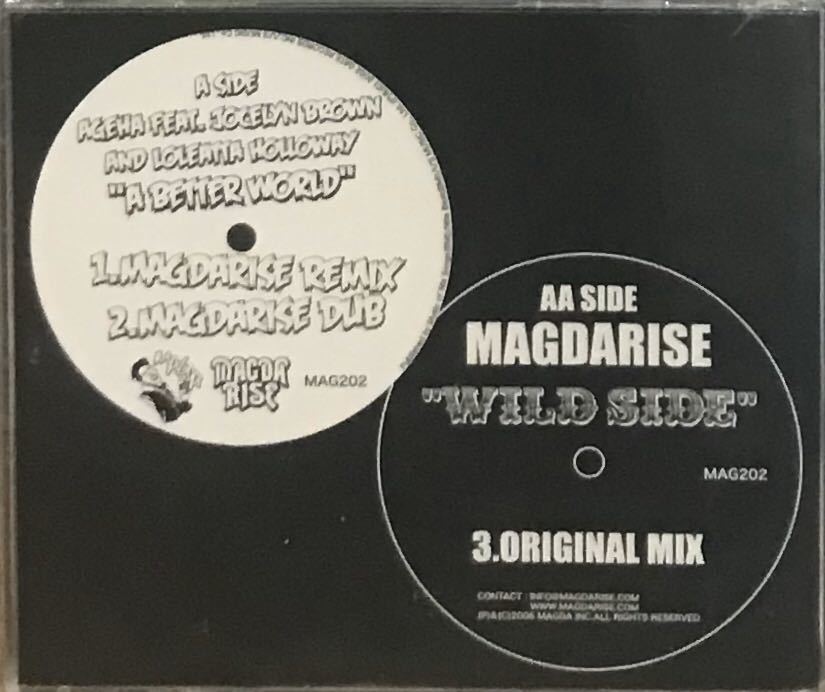 A SIDE
AGEHA FEAT. JOCELYN BROWN
AND LOLEATTA HOLLOWAY
"A BETTER WORLD"
1.MAGDARISE REMIX
2.MAGDARISE DUB
MAGDA
RISE
MAG202
AA SIDE
MAGDARISE
"WILD SIDE"
MAG202
3.ORIGINAL MIX
CONTACT : INFO@MAGDARISE.COM
WWW.MAGDARISE.COM
(P)&(C)2006 MAGDA INC.ALL RIGHTS RESERVED